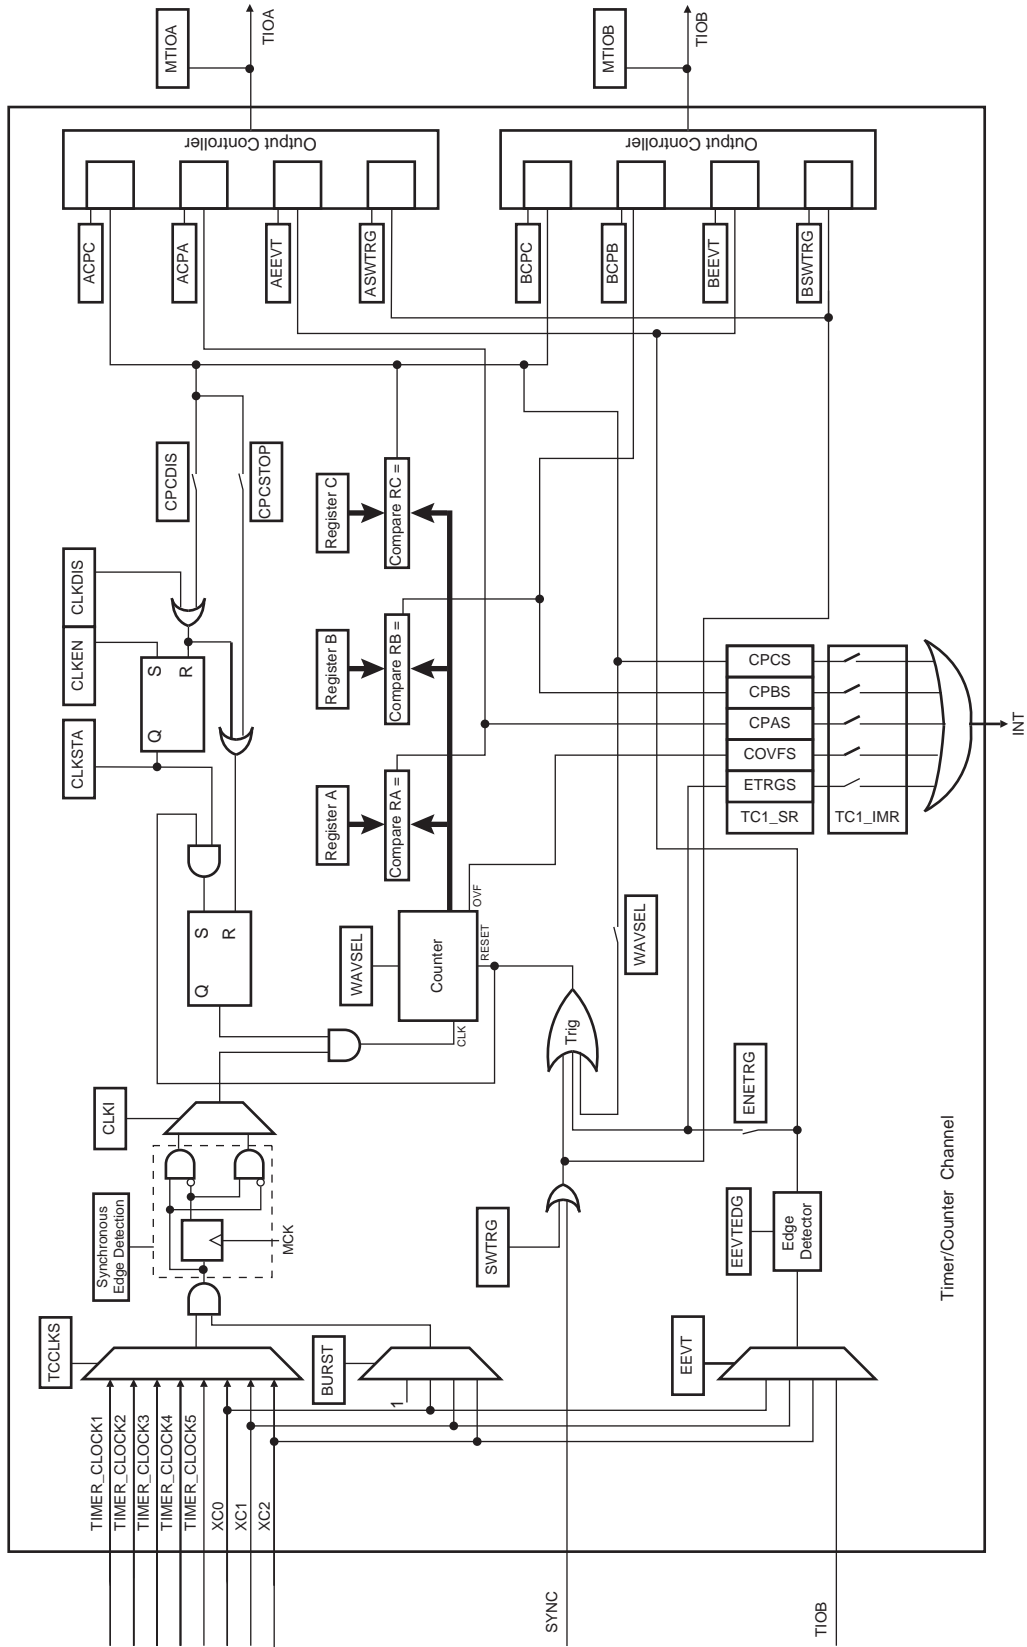 TIMER_CLOCK1
TIMER_CLOCK2
TIMER_CLOCK3
TIMER_CLOCK4
TIMER_CLOCK5
XC0
XC1
XC2
TCCLKS
Synchronous
Edge Detection
MCK
CLKI
Q
S
R
CLKSTA
CLKEN
CLKDIS
Q
S
R
CPCDIS
CPCSTOP
BURST
1
WAVSEL
Counter
CLK
RESET
OVF
Register A
Compare RA =
Register B
Compare RB =
Register C
Compare RC =
SYNC
SWTRG
Trig
WAVSEL
TIOB
EEVT
EEVTEDG
Edge
Detector
ENETRG
CPCS
CPBS
CPAS
COVFS
ETRGS
TC1_SR
TC1_IMR
INT
ACPC
ACPA
AEEVT
ASWTRG
Output Controller
MTIOA
TIOA
BCPC
BCPB
BEEVT
BSWTRG
Output Controller
MTIOB
TIOB
Timer/Counter Channel